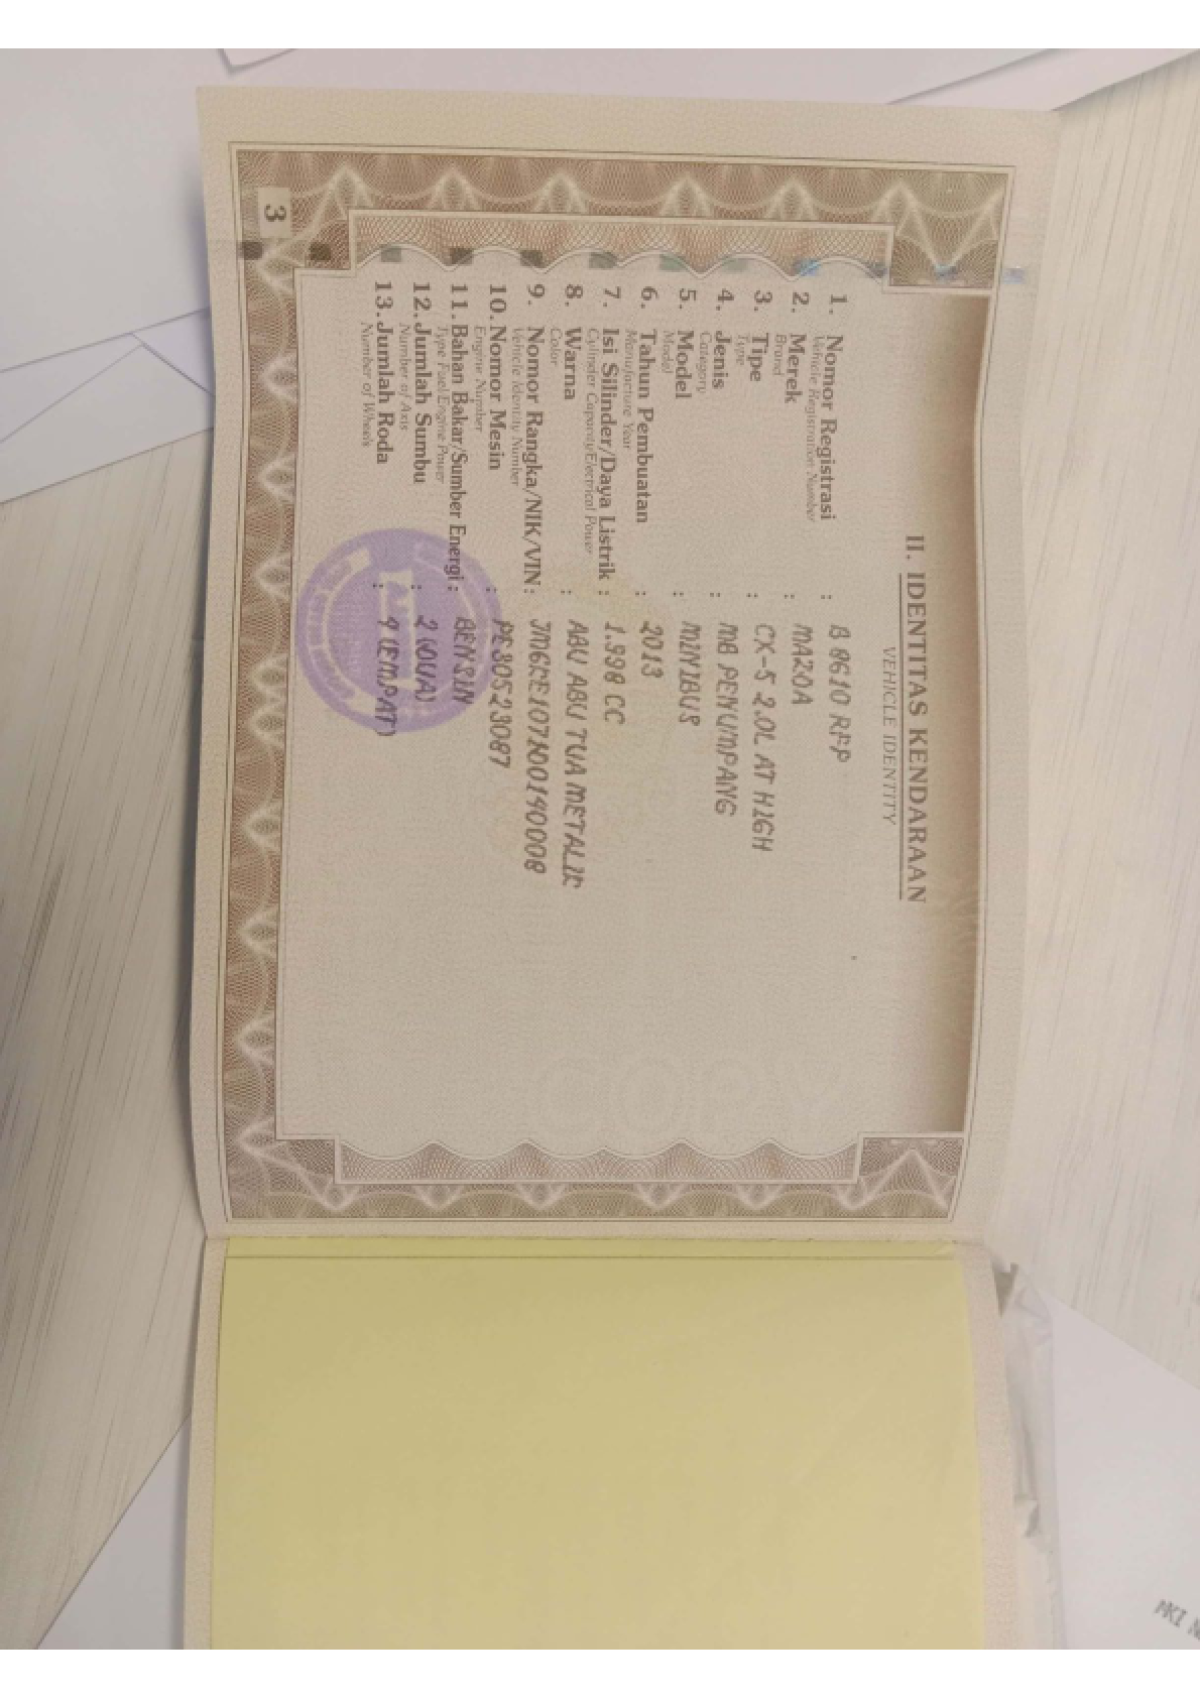 II. IDENTITAS KENDARAAN
VEHICLE IDENTITY
1. Nomor Registrasi : B 8610 RFP
Vehicle Registration Number
2. Merek : MAZDA
Brand
3. Tipe : CX-5 2.0L AT HIGH
Type
4. Jenis : MB PENUMPANG
Category
5. Model : MINIBUS
Model
6. Tahun Pembuatan : 2013
Manufacture Year
7. Isi Silinder/Daya Listrik : 1.998 CC
Cylinder Capacity/Electrical Power
8. Warna : ABU ABU TUA METALIK
Color
9. Nomor Rangka/NIK/VIN :
Vehicle Identity Number
10. Nomor Mesin : PE30523087
Engine Number
11. Bahan Bakar/Sumber Energi : BENSIN
Type Fuel/Engine Power
12. Jumlah Sumbu : 2 (DUA)
Number of Axis
13. Jumlah Roda : 4 (EMPAT)
Number of Wheels
3
COPY
MKI